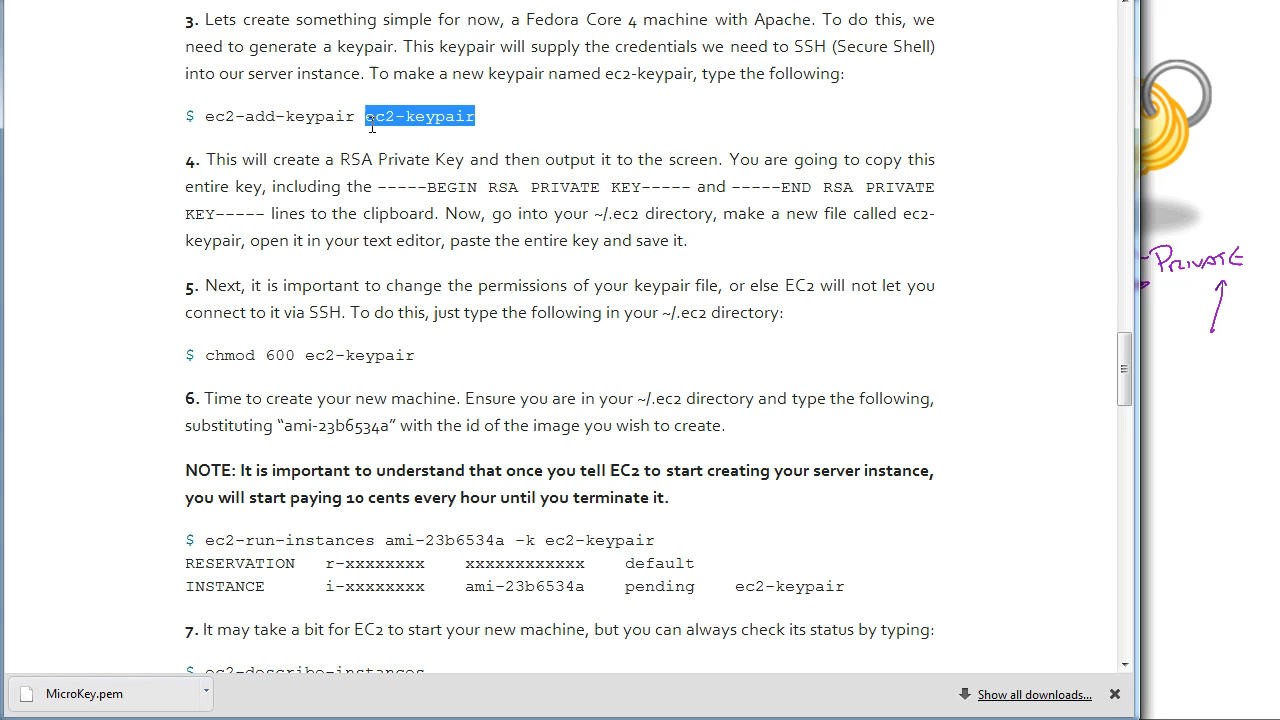 3. Lets create something simple for now, a Fedora Core 4 machine with Apache. To do this, we
need to generate a keypair. This keypair will supply the credentials we need to SSH (Secure Shell)
into our server instance. To make a new keypair named ec2-keypair, type the following:
$ ec2-add-keypair ec2-keypair
4. This will create a RSA Private Key and then output it to the screen. You are going to copy this
entire key, including the -----BEGIN RSA PRIVATE KEY----- and -----END RSA PRIVATE
KEY----- lines to the clipboard. Now, go into your ~/.ec2 directory, make a new file called ec2-
keypair, open it in your text editor, paste the entire key and save it.
5. Next, it is important to change the permissions of your keypair file, or else EC2 will not let you
connect to it via SSH. To do this, just type the following in your ~/.ec2 directory:
$ chmod 600 ec2-keypair
6. Time to create your new machine. Ensure you are in your ~/.ec2 directory and type the following,
substituting “ami-23b6534a” with the id of the image you wish to create.
NOTE: It is important to understand that once you tell EC2 to start creating your server instance,
you will start paying 10 cents every hour until you terminate it.
$ ec2-run-instances ami-23b6534a -k ec2-keypair
RESERVATION r-xxxxxxxx xxxxxxxxxxxx default
INSTANCE i-xxxxxxxx ami-23b6534a pending ec2-keypair
7. It may take a bit for EC2 to start your new machine, but you can always check its status by typing:
$ ec2-describe-instances
MicroKey.pem
Show all downloads...
PRIVATE